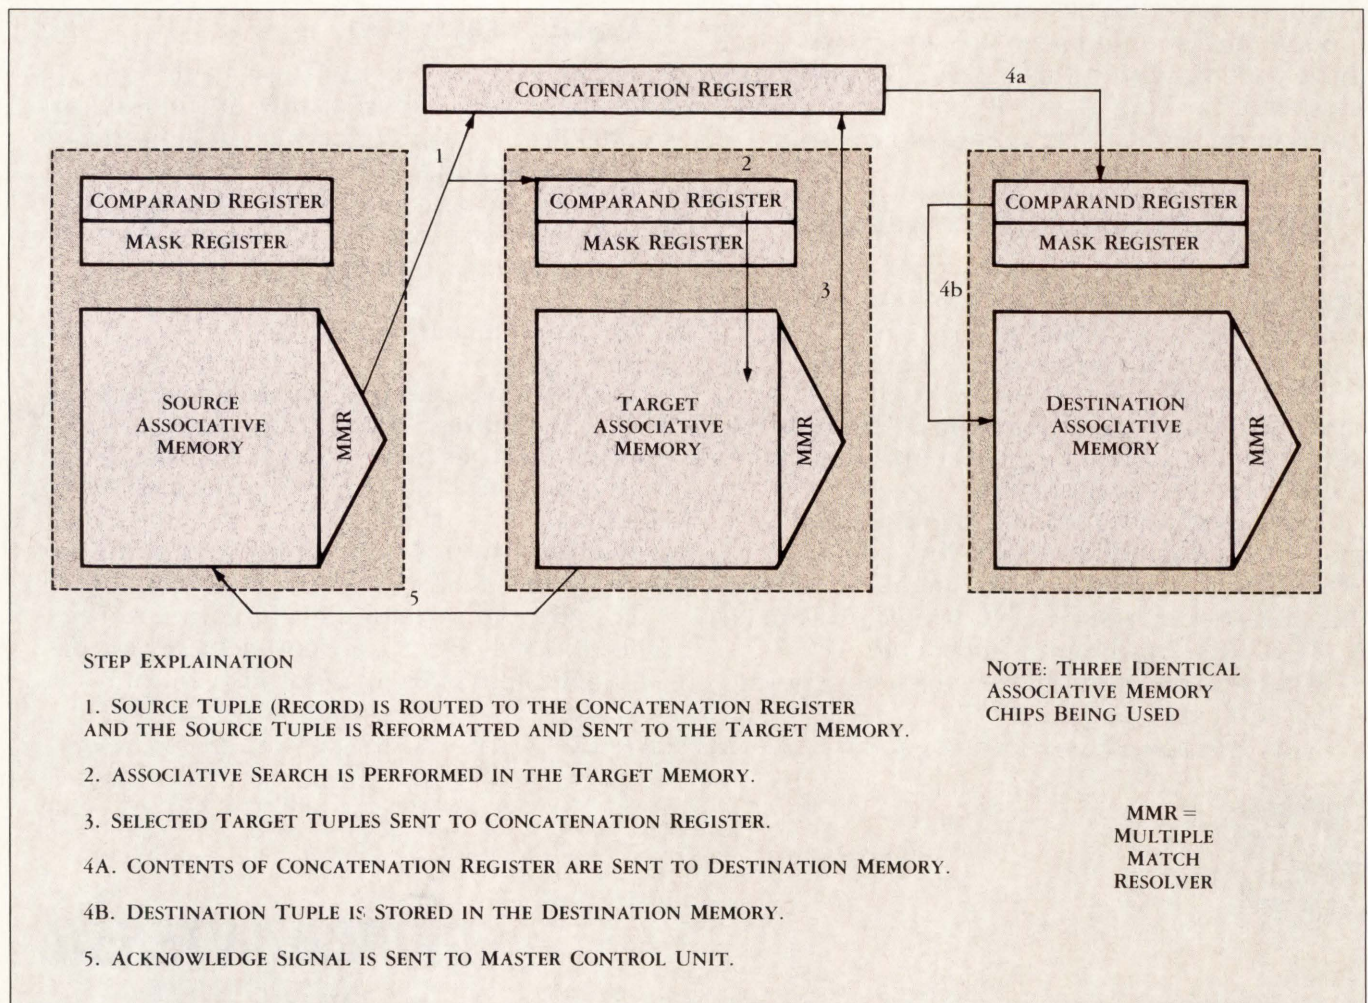 CONCATENATION REGISTER
4a
1
2
COMPARAND REGISTER
MASK REGISTER
COMPARAND REGISTER
MASK REGISTER
COMPARAND REGISTER
MASK REGISTER
3
4b
SOURCE
ASSOCIATIVE
MEMORY
MMR
TARGET
ASSOCIATIVE
MEMORY
MMR
DESTINATION
ASSOCIATIVE
MEMORY
MMR
5
STEP EXPLAINATION
1. SOURCE TUPLE (RECORD) IS ROUTED TO THE CONCATENATION REGISTER
AND THE SOURCE TUPLE IS REFORMATTED AND SENT TO THE TARGET MEMORY.
2. ASSOCIATIVE SEARCH IS PERFORMED IN THE TARGET MEMORY.
3. SELECTED TARGET TUPLES SENT TO CONCATENATION REGISTER.
4A. CONTENTS OF CONCATENATION REGISTER ARE SENT TO DESTINATION MEMORY.
4B. DESTINATION TUPLE IS STORED IN THE DESTINATION MEMORY.
5. ACKNOWLEDGE SIGNAL IS SENT TO MASTER CONTROL UNIT.
NOTE: THREE IDENTICAL
ASSOCIATIVE MEMORY
CHIPS BEING USED
MMR =
MULTIPLE
MATCH
RESOLVER